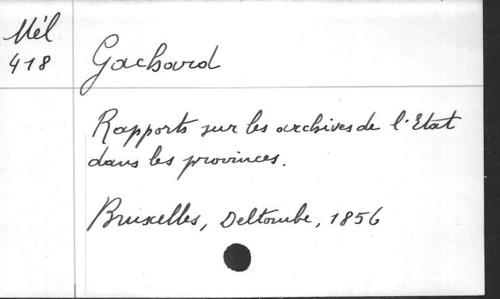 Mél
418
Gachard
Rapports sur les archives de l'Etat
dans les provinces.
Bruxelles, Deltombe, 1856